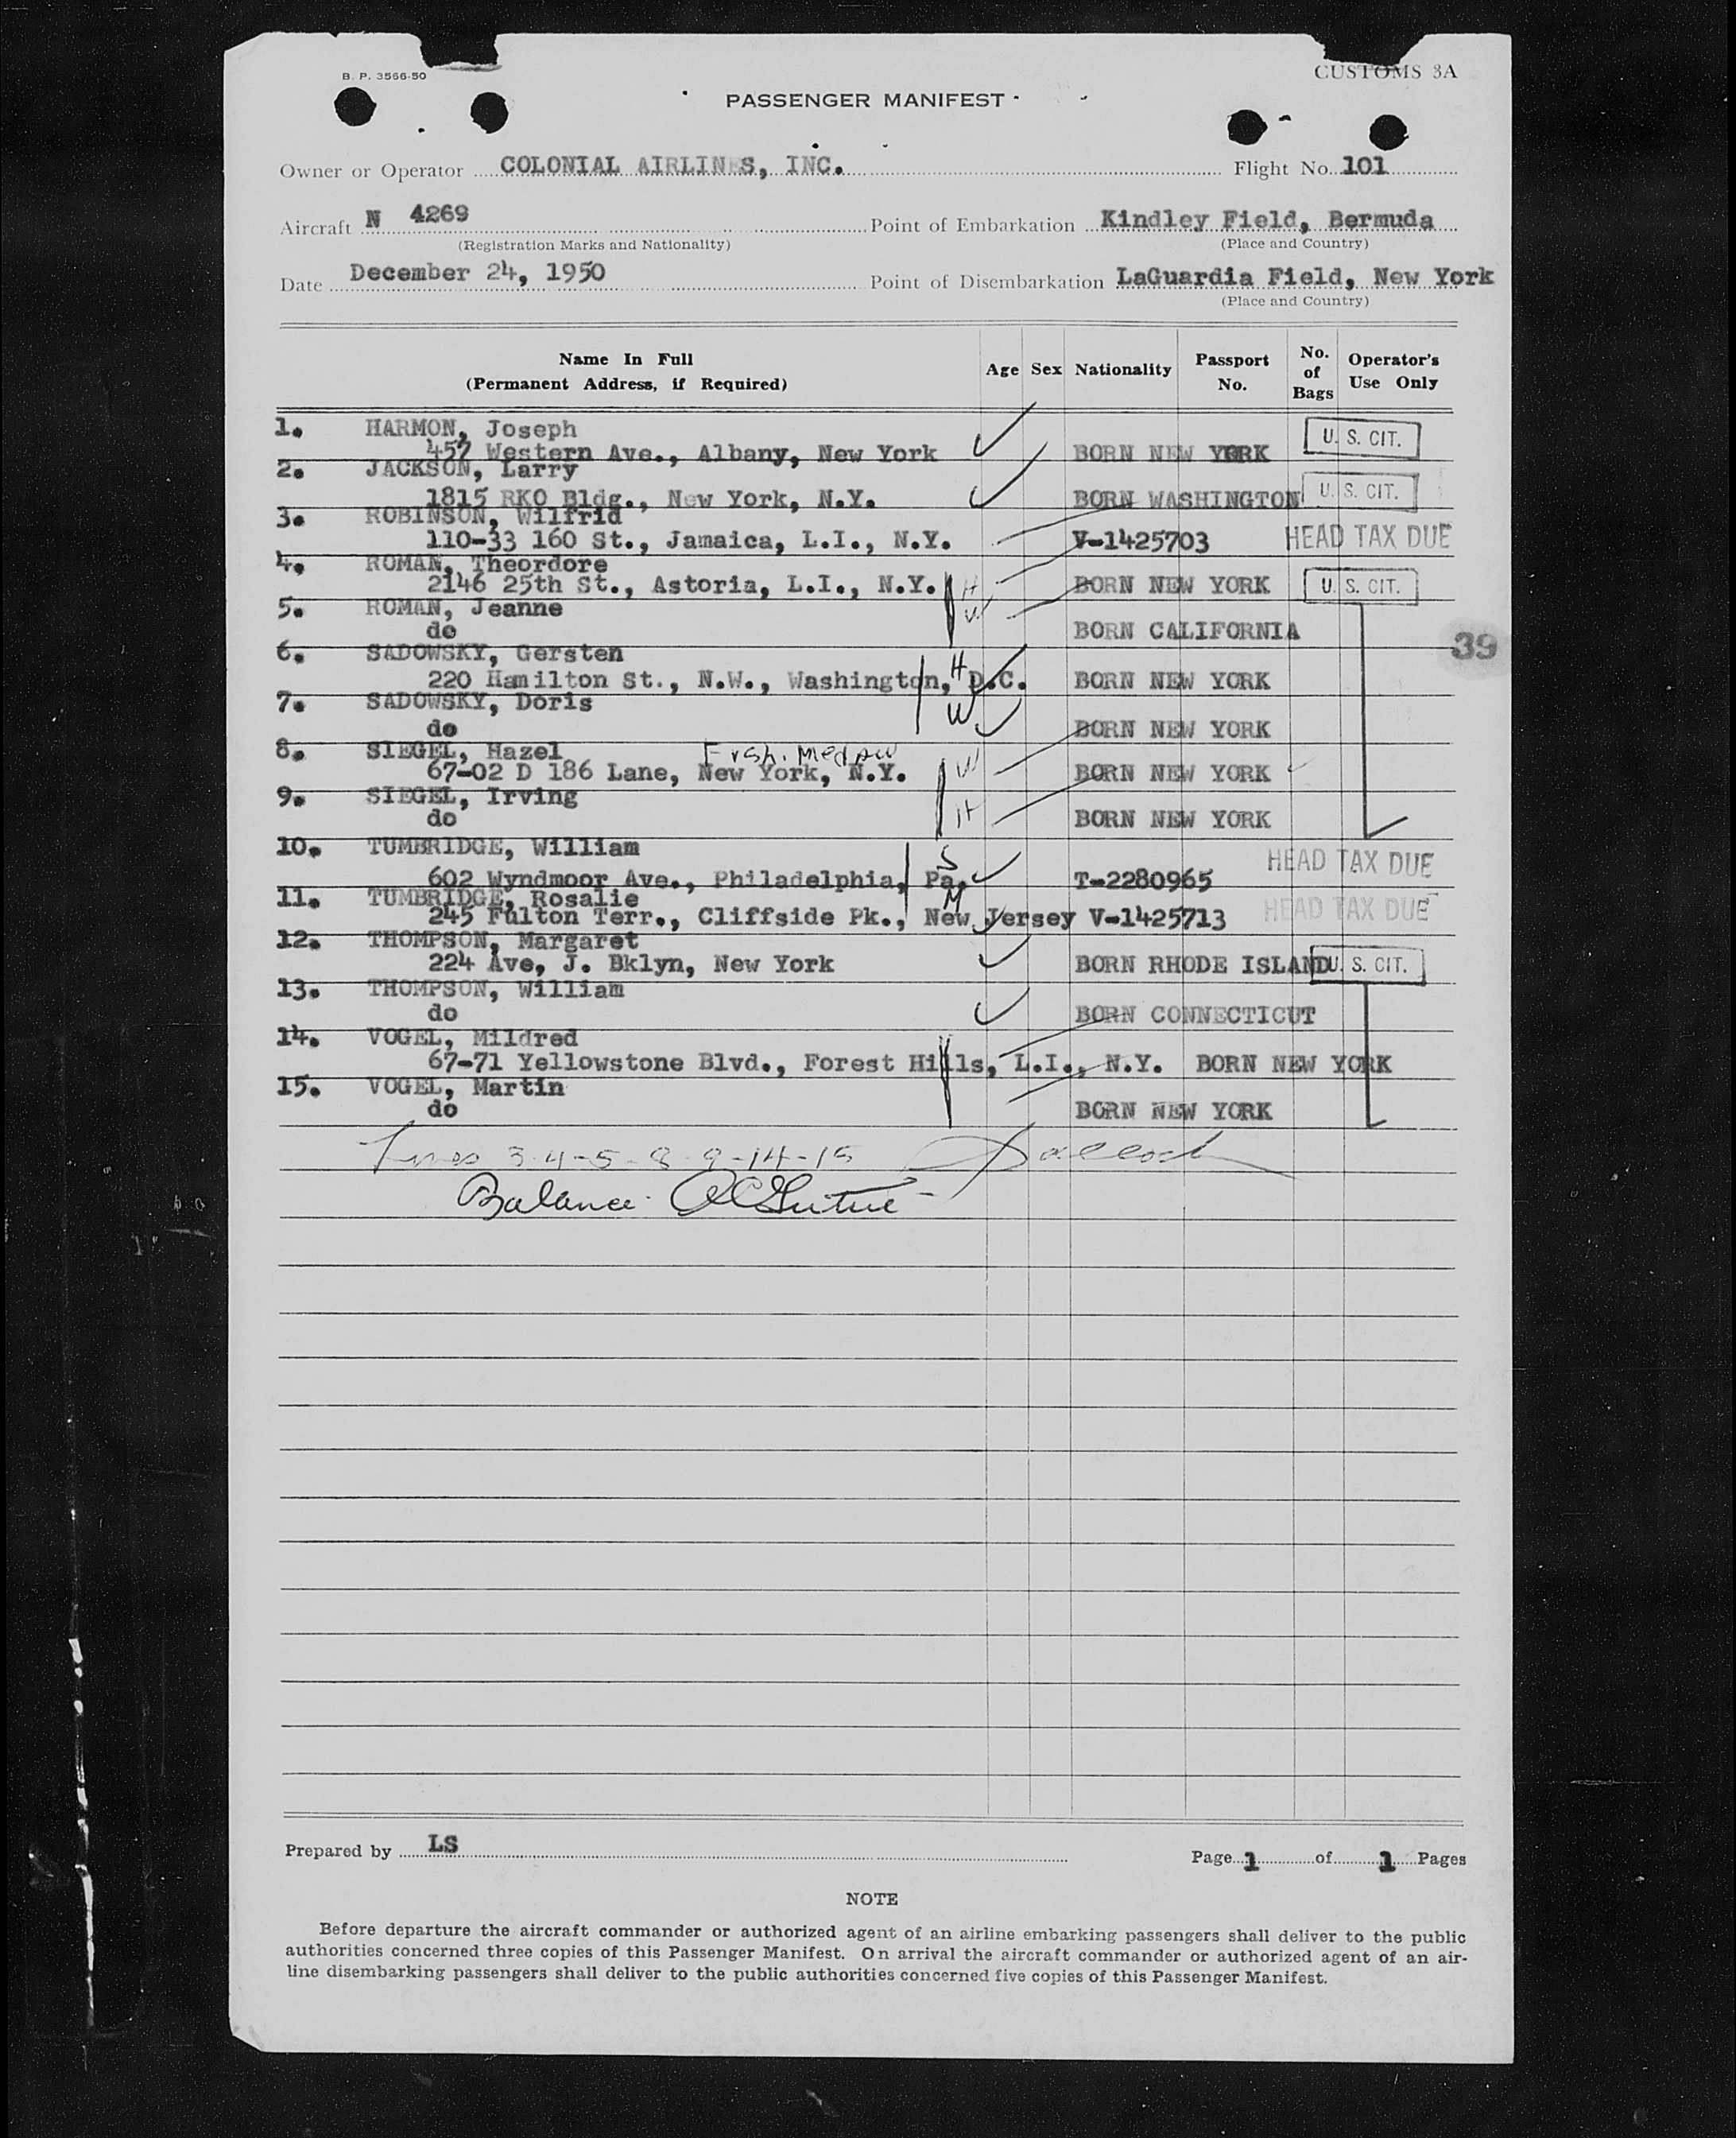 B. P. 3566-50
CUSTOMS 3A
PASSENGER MANIFEST
Owner or Operator COLONIAL AIRLINES, INC. Flight No. 101
Aircraft N 4269 Point of Embarkation Kindley Field, Bermuda
(Registration Marks and Nationality) (Place and Country)
Date December 24, 1950 Point of Disembarkation LaGuardia Field, New York
(Place and Country)
Name In Full (Permanent Address, if Required) Age Sex Nationality Passport No. No. of Bags Operator's Use Only
1. HARMON, Joseph
457 Western Ave., Albany, New York BORN NEW YORK U. S. CIT.
2. JACKSON, Larry
1815 RKO Bldg., New York, N.Y. BORN WASHINGTON U. S. CIT.
3. ROBINSON, Wilfrid
110-33 160 St., Jamaica, L.I., N.Y. V-1425703 HEAD TAX DUE
4. ROMAN, Theordore
2146 25th St., Astoria, L.I., N.Y. H BORN NEW YORK U. S. CIT.
5. ROMAN, Jeanne W
do BORN CALIFORNIA
39
6. SADOWSKY, Gersten H
220 Hamilton St., N.W., Washington, D.C. BORN NEW YORK
7. SADOWSKY, Doris W
do BORN NEW YORK
8. SIEGEL, Hazel
67-02 D 186 Lane, New York, N.Y. W BORN NEW YORK
9. SIEGEL, Irving H
do BORN NEW YORK
10. TUMBRIDGE, William S
602 Wyndmoor Ave., Philadelphia, Pa. T-2280965 HEAD TAX DUE
11. TUMBRIDGE, Rosalie M
245 Fulton Terr., Cliffside Pk., New Jersey V-1425713 HEAD TAX DUE
12. THOMPSON, Margaret
224 Ave, J. Bklyn, New York BORN RHODE ISLAND U. S. CIT.
13. THOMPSON, William
do BORN CONNECTICUT
14. VOGEL, Mildred
67-71 Yellowstone Blvd., Forest Hills, L.I., N.Y. BORN NEW YORK
15. VOGEL, Martin
do BORN NEW YORK
3-4-5-8-9-14-15
Balance
Prepared by LS Page 1 of 1 Pages
NOTE
Before departure the aircraft commander or authorized agent of an airline embarking passengers shall deliver to the public
authorities concerned three copies of this Passenger Manifest. On arrival the aircraft commander or authorized agent of an air-
line disembarking passengers shall deliver to the public authorities concerned five copies of this Passenger Manifest.